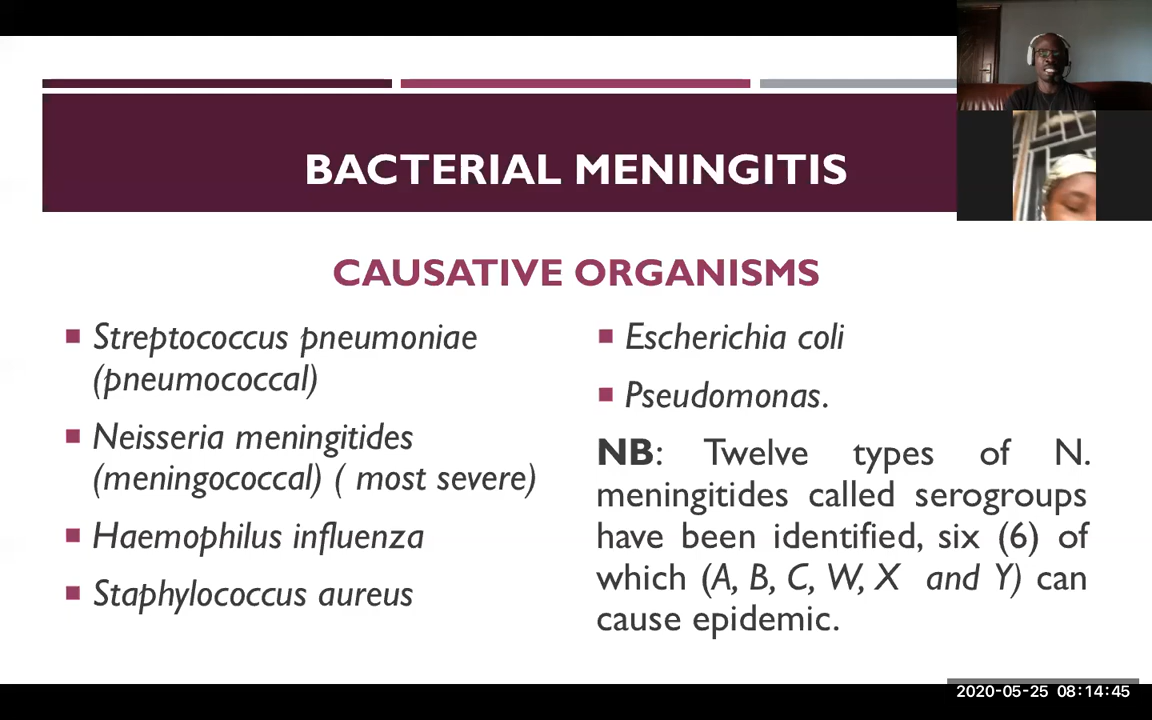 BACTERIAL MENINGITIS
CAUSATIVE ORGANISMS
Streptococcus pneumoniae
(pneumococcal)
Neisseria meningitides
(meningococcal) ( most severe)
Haemophilus influenza
Staphylococcus aureus
Escherichia coli
Pseudomonas.
NB: Twelve types of N.
meningitides called serogroups
have been identified, six (6) of
which (A, B, C, W, X and Y) can
cause epidemic.
2020-05-25 08:14:45